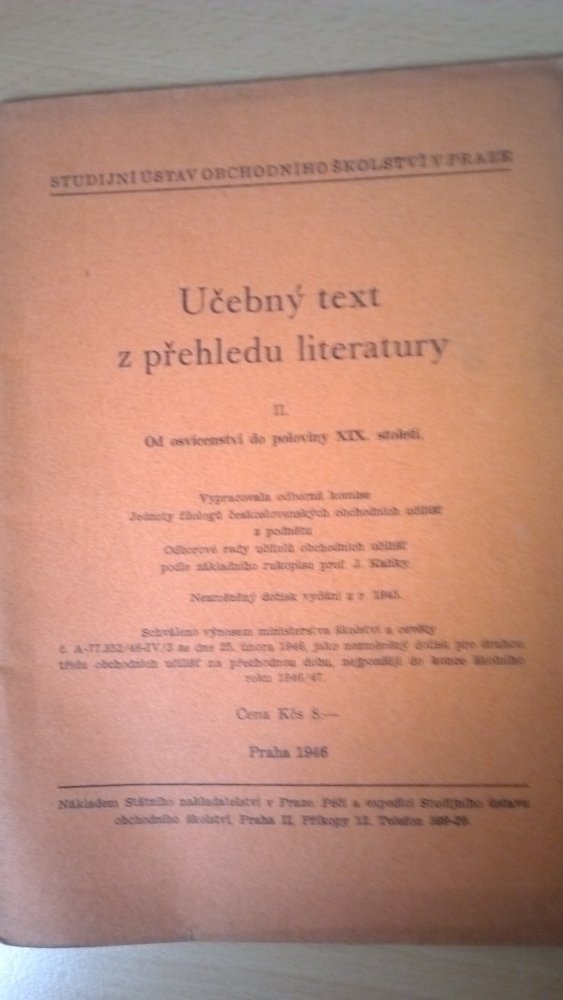 STUDIJNÍ ÚSTAV OBCHODNÍHO ŠKOLSTVÍ V PRAZE
Učebný text
z přehledu literatury
II.
Od osvícenství do poloviny XIX. století.
Vypracovala odborná komise
Jednoty filologů československých obchodních učilišť
z podnětu
Odborové rady učitelů obchodních učilišť
podle základního rukopisu prof. J. Kaliky.
Nezměněný dotisk vydání z r. 1945.
Schváleno výnosem ministerstva školství a osvěty
č. A-77.352/46-IV/3 ze dne 25. února 1946, jako nezměněný dotisk pro druhou
třídu obchodních učilišť na přechodnou dobu, nejpozději do konce školního
roku 1946/47.
Cena Kčs 8.—
Praha 1946
Nákladem Státního nakladatelství v Praze. Péčí a expedicí Studijního ústavu
obchodního školství, Praha II, Příkopy 12. Telefon